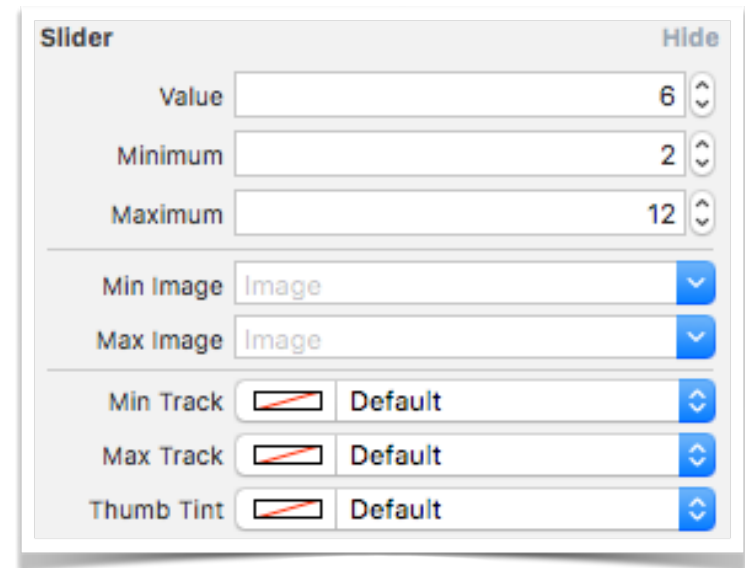 Slider Hide
Value 6
Minimum 2
Maximum 12
Min Image Image
Max Image Image
Min Track Default
Max Track Default
Thumb Tint Default